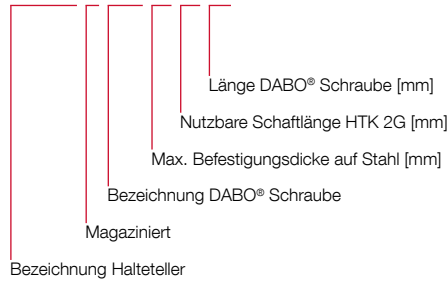 Länge DABO® Schraube [mm]
Nutzbare Schaftlänge HTK 2G [mm]
Max. Befestigungsdicke auf Stahl [mm]
Bezeichnung DABO® Schraube
Magaziniert
Bezeichnung Halteteller